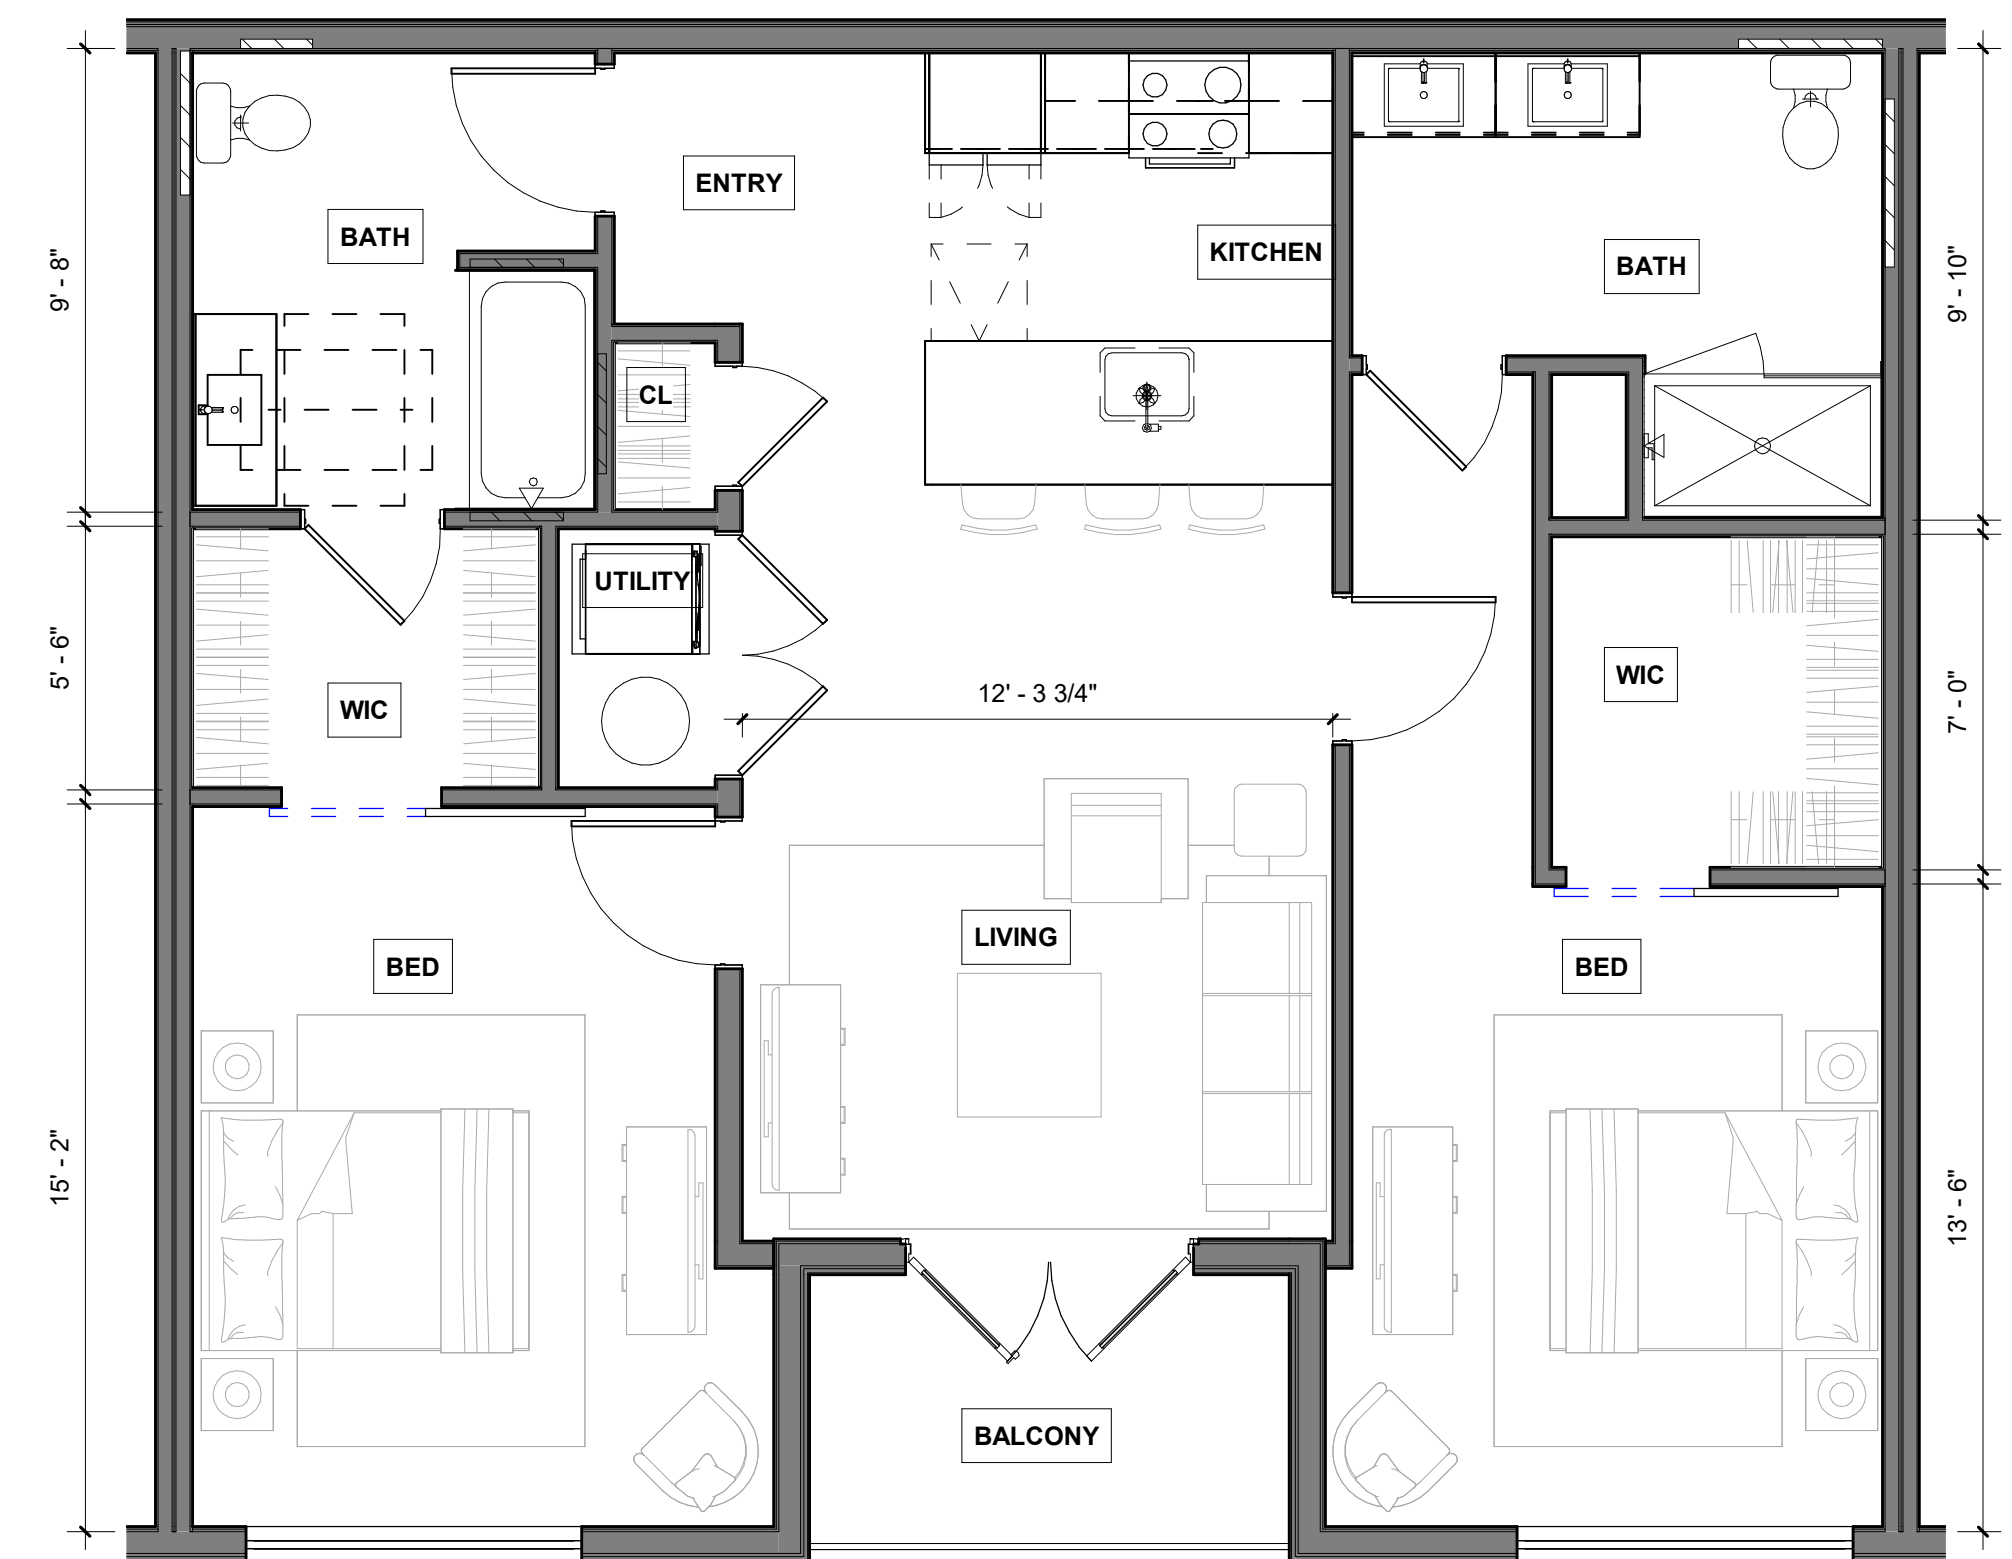 ENTRY
BATH
KITCHEN
BATH
9' - 8"
9' - 10"
CL
UTILITY
5' - 6"
WIC
12' - 3 3/4"
WIC
7' - 0"
BED
LIVING
BED
15' - 2"
13' - 6"
BALCONY